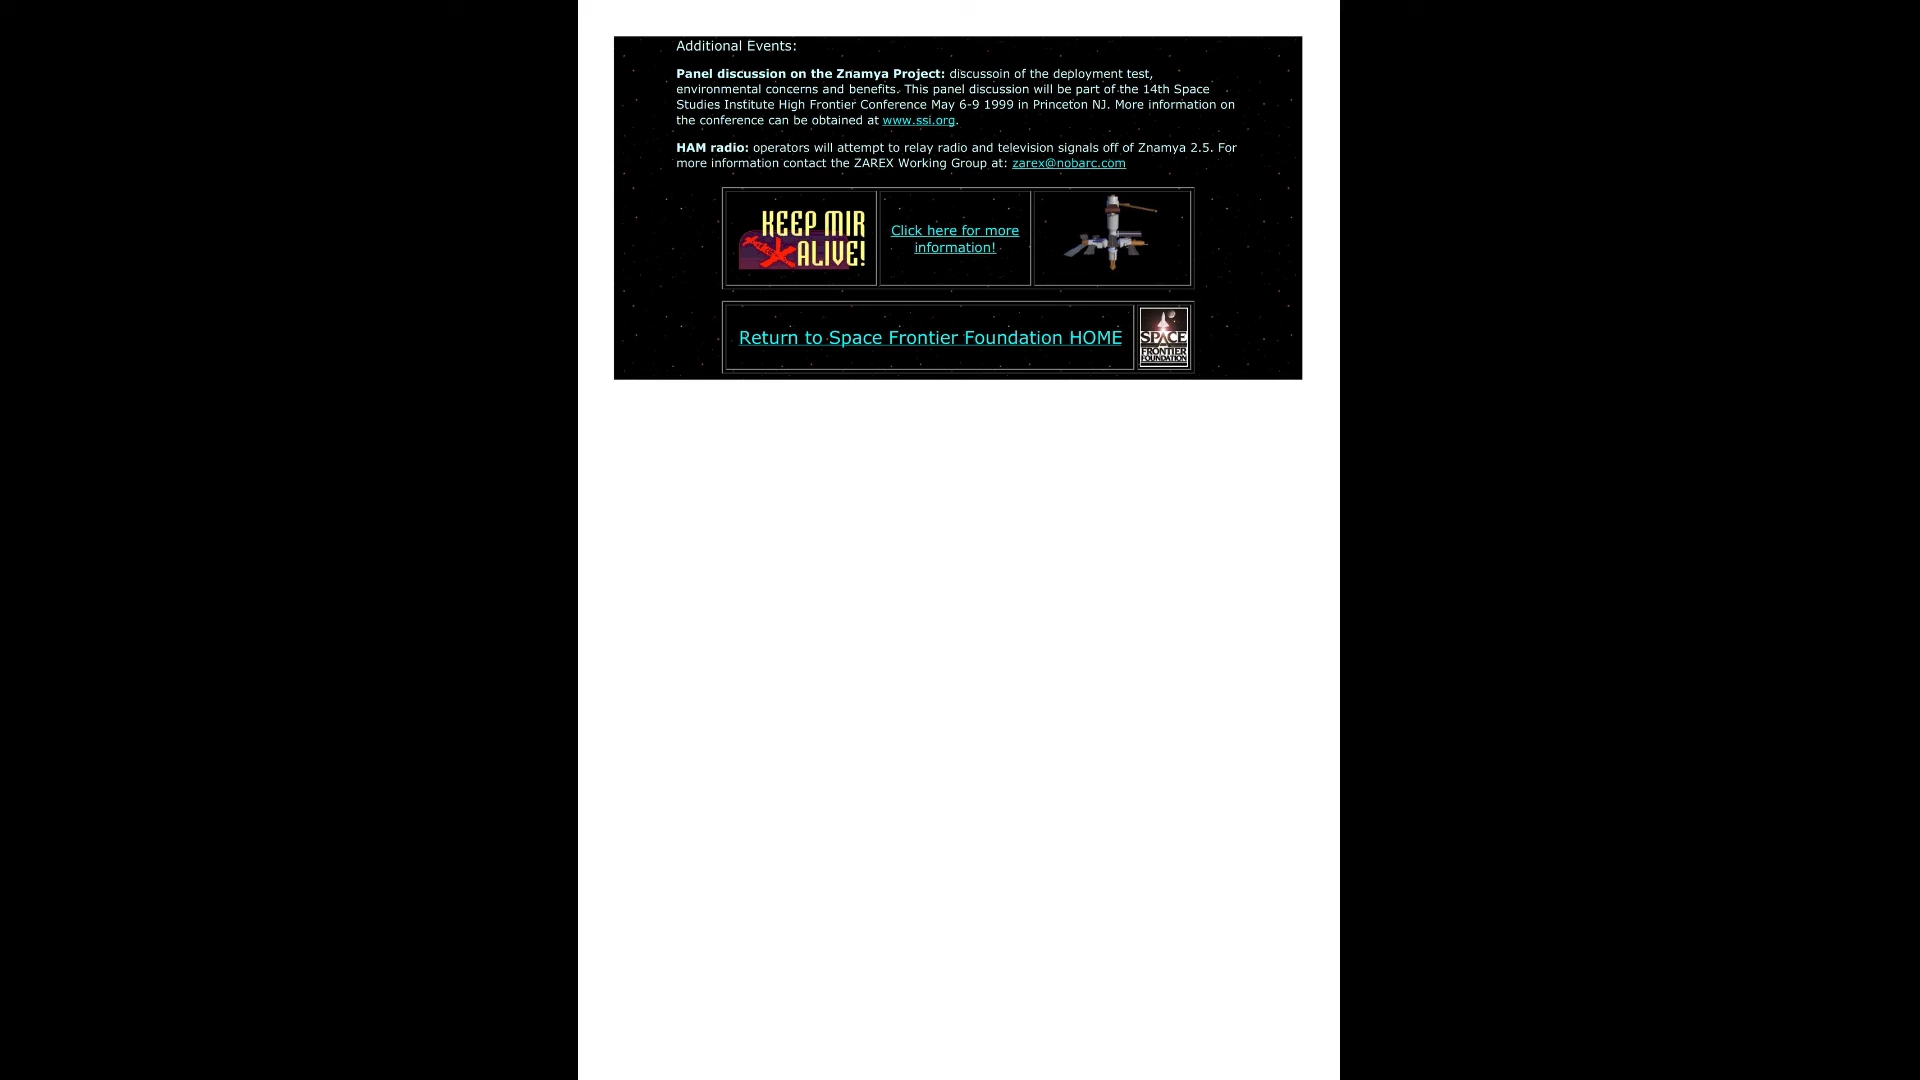 Additional Events:
Panel discussion on the Znamya Project: discussoin of the deployment test,
environmental concerns and benefits. This panel discussion will be part of the 14th Space
Studies Institute High Frontier Conference May 6-9 1999 in Princeton NJ. More information on
the conference can be obtained at www.ssi.org.
HAM radio: operators will attempt to relay radio and television signals off of Znamya 2.5. For
more information contact the ZAREX Working Group at: zarex@nobarc.com
KEEP MIR
ALIVE!
Click here for more
information!
Return to Space Frontier Foundation HOME
SPACE
FRONTIER
FOUNDATION